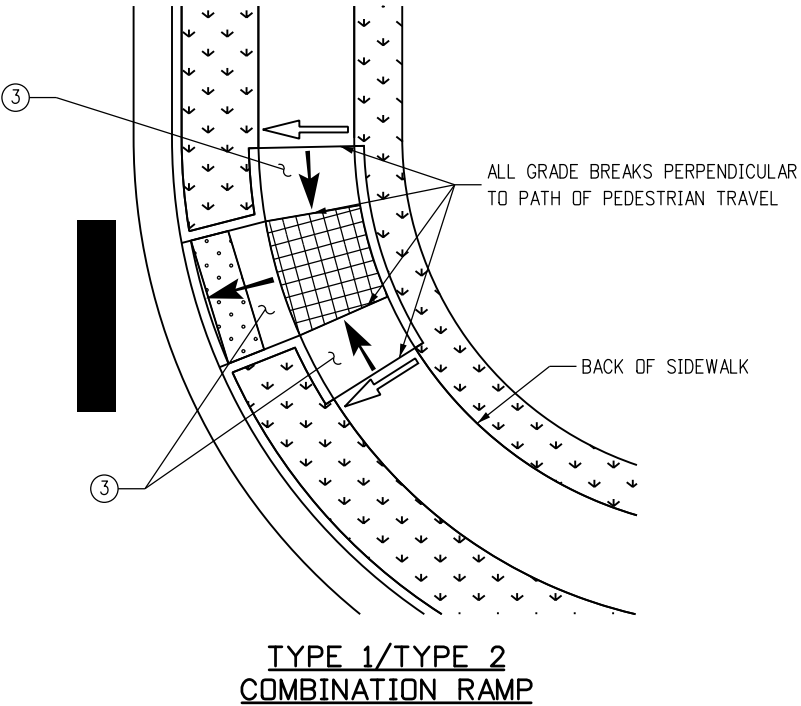 3
ALL GRADE BREAKS PERPENDICULAR
TO PATH OF PEDESTRIAN TRAVEL
BACK OF SIDEWALK
3
TYPE 1/TYPE 2
COMBINATION RAMP